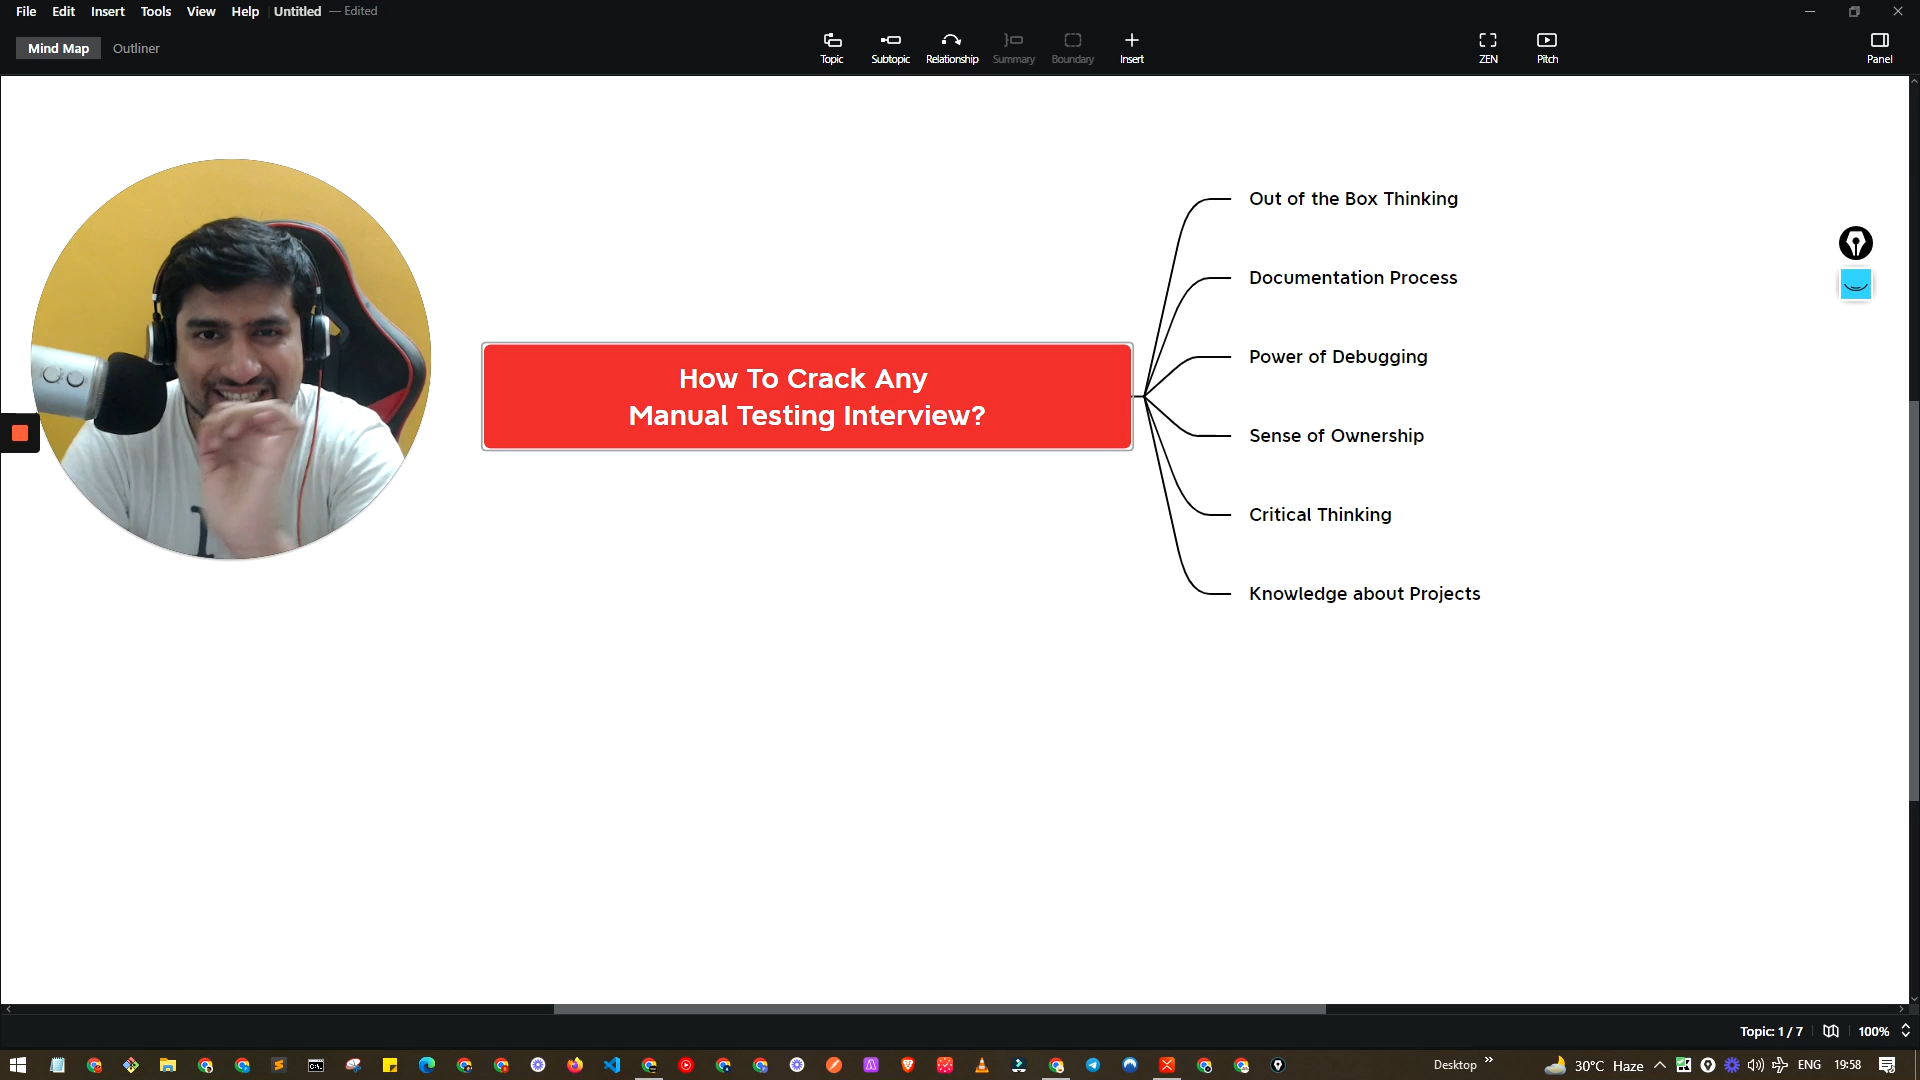 File Edit Insert Tools View Help Untitled — Edited
Mind Map Outliner
Topic Subtopic Relationship Summary Boundary Insert ZEN Pitch Panel
Out of the Box Thinking
Documentation Process
Power of Debugging
How To Crack Any
Manual Testing Interview?
Sense of Ownership
Critical Thinking
Knowledge about Projects
Topic: 1 / 7 100%
Desktop 30°C Haze ENG 19:58